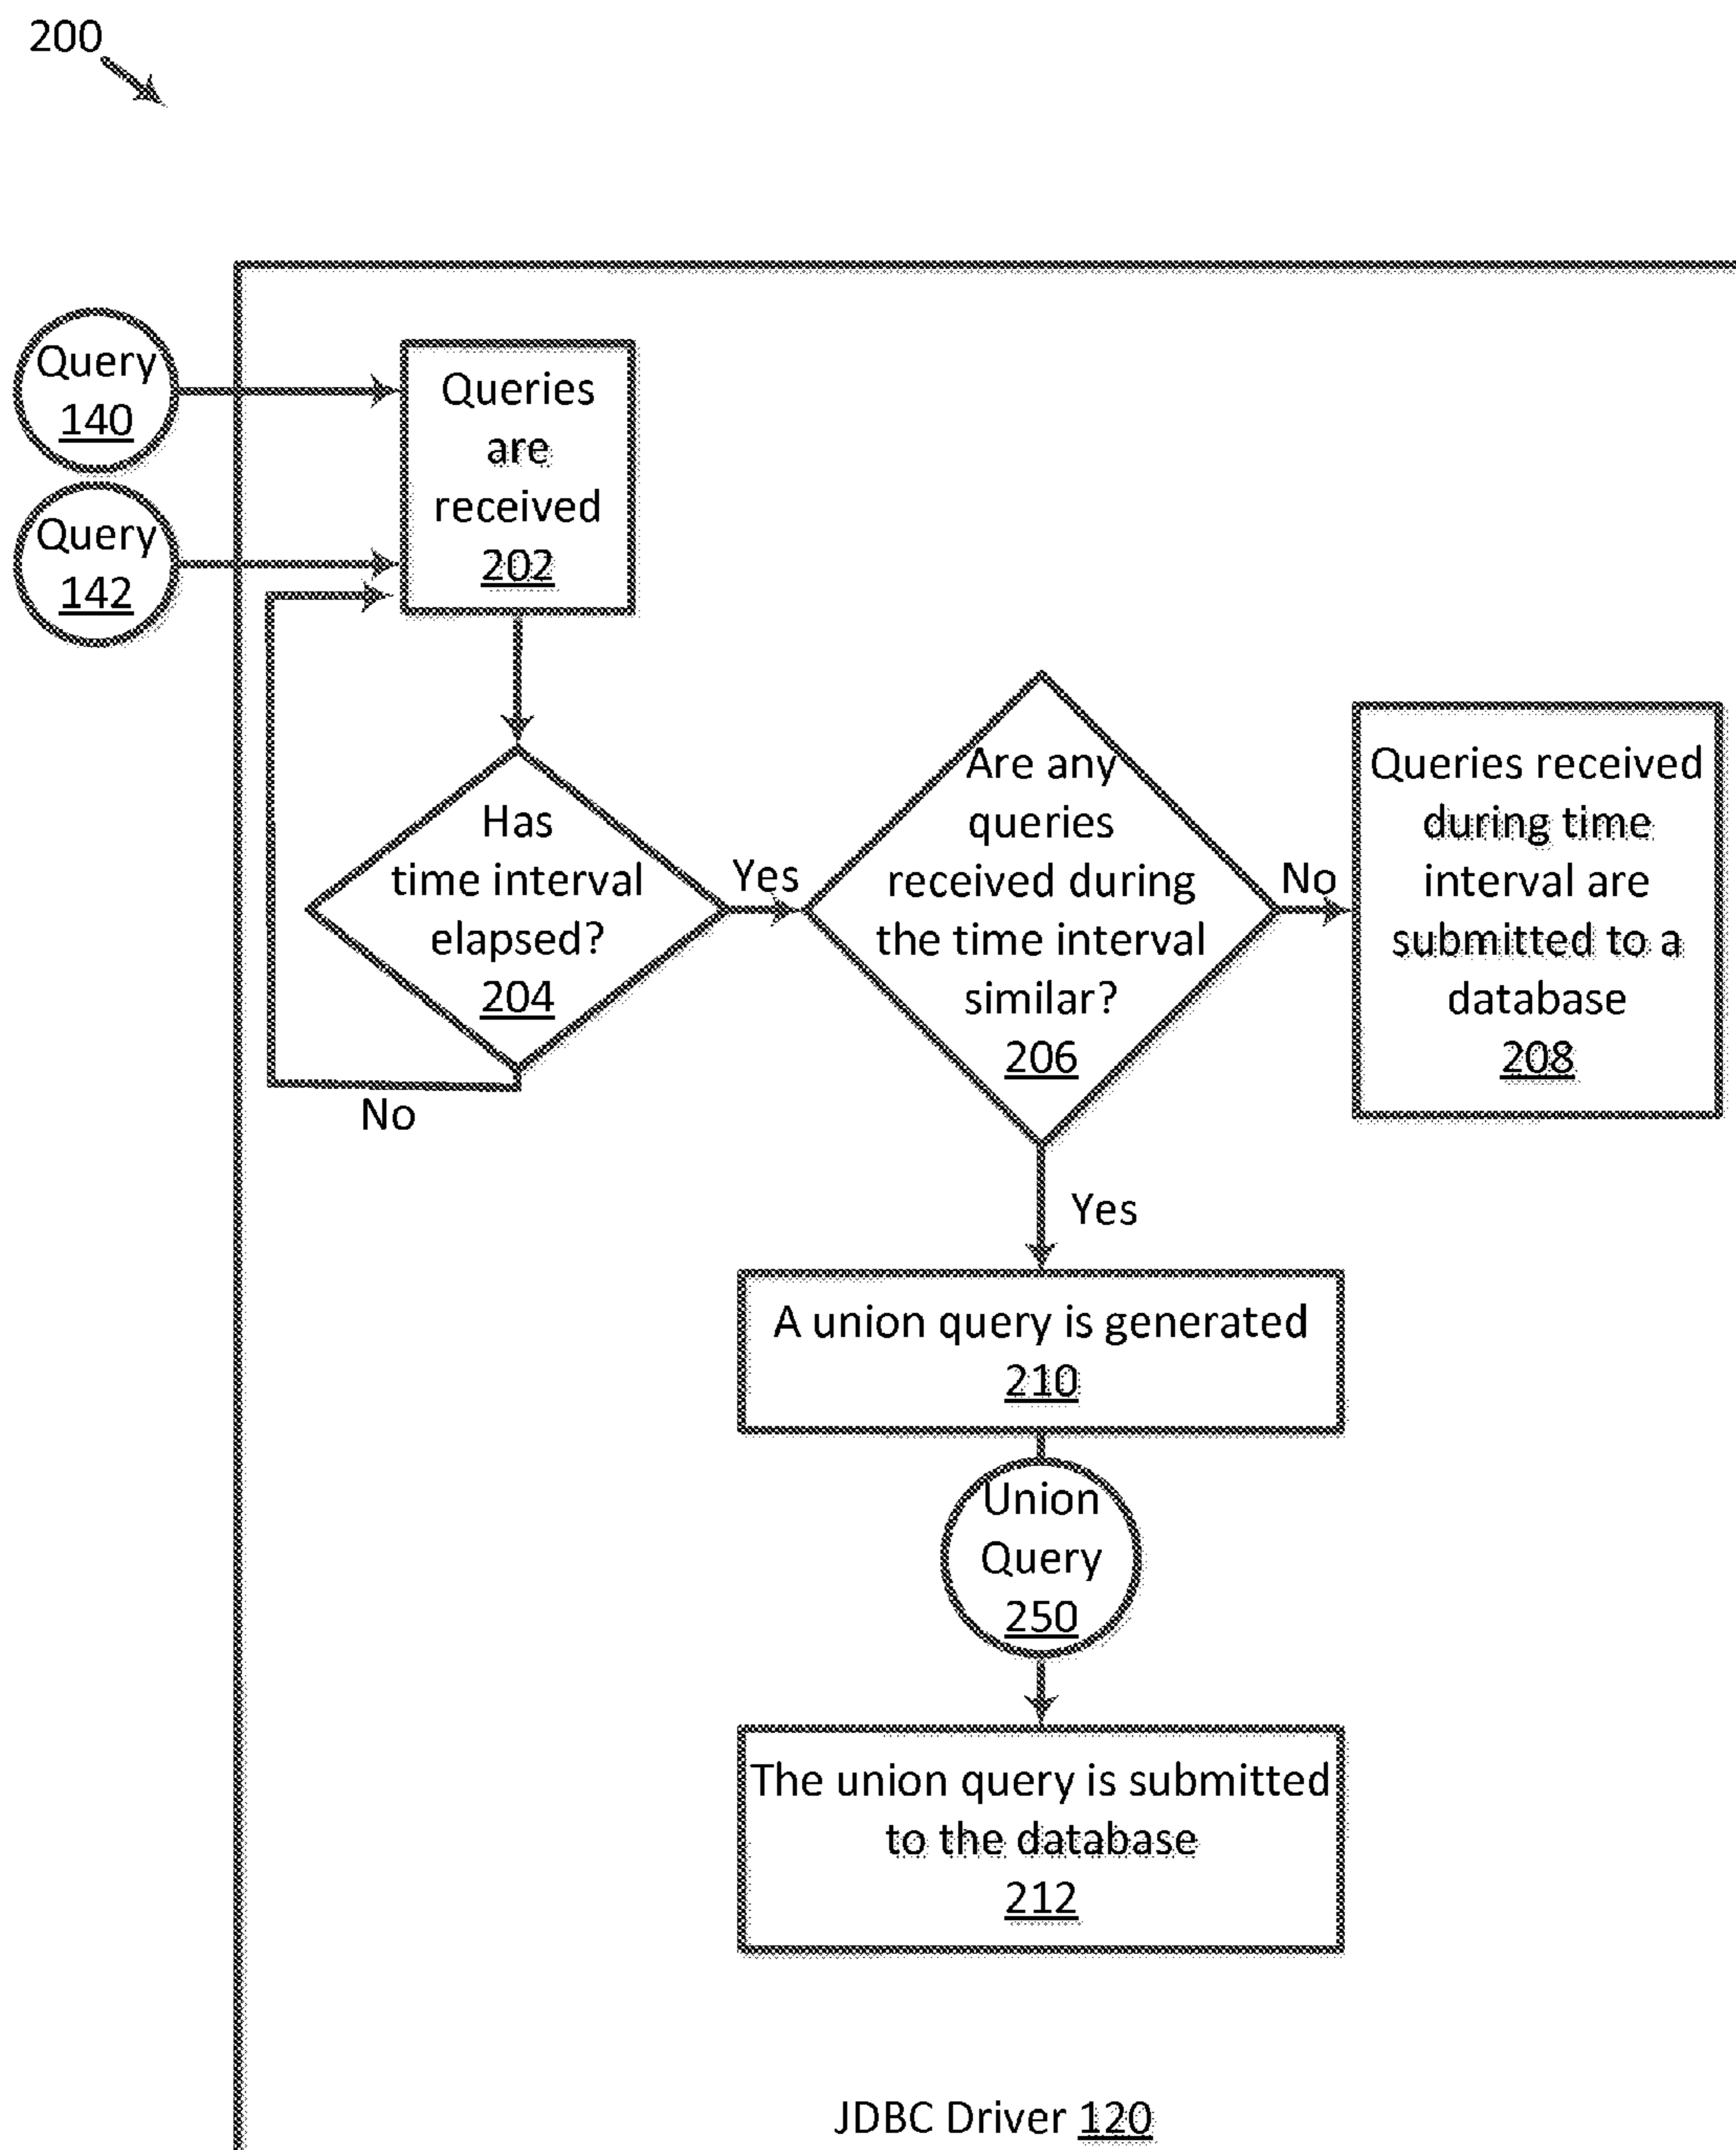 200
Query
140
Query
142
Queries
are
received
202
Has
time interval
elapsed?
204
No
Yes
Are any
queries
received during
the time interval
similar?
206
No
Queries received
during time
interval are
submitted to a
database
208
Yes
A union query is generated
210
Union
Query
250
The union query is submitted
to the database
212
JDBC Driver 120